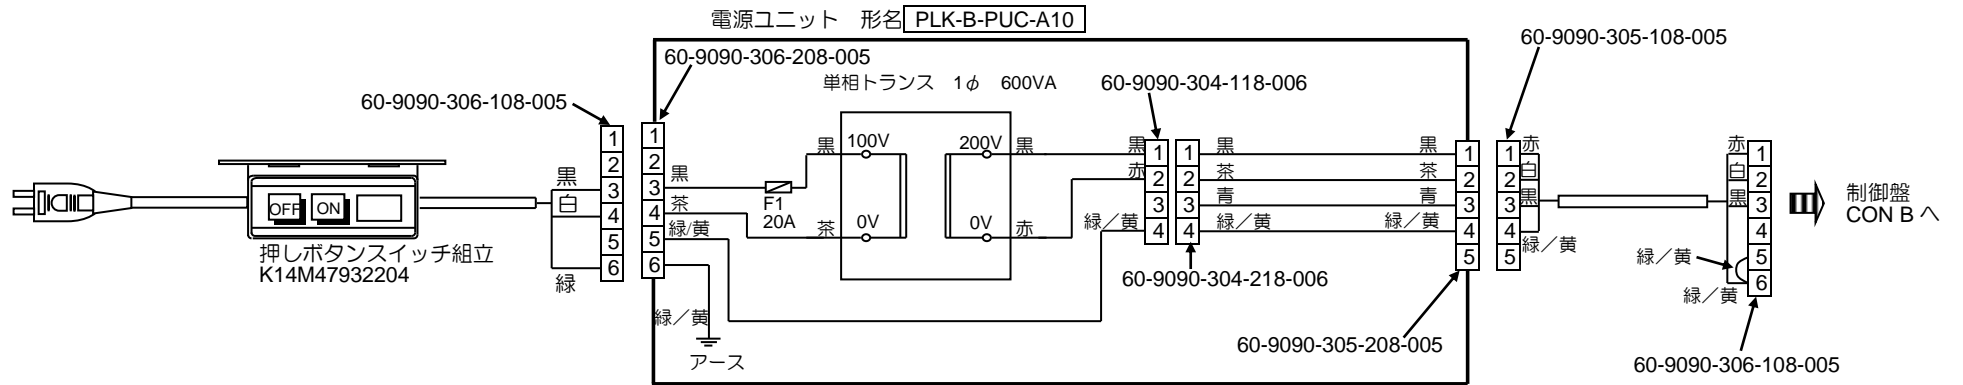 電源ユニット 形名 PLK-B-PUC-A10
60-9090-306-208-005
60-9090-305-108-005
単相トランス 1φ 600VA
60-9090-304-118-006
60-9090-306-108-005
OFF
ON
押しボタンスイッチ組立
K14M47932204
黒
白
緑
1
2
3
4
5
6
1
2
3
4
5
6
黒
茶
緑/黄
緑／黄
アース
F1
20A
黒
茶
100V
0V
200V
0V
黒
赤
黒
赤
緑／黄
1
2
3
4
1
2
3
4
60-9090-304-218-006
黒
茶
青
緑／黄
黒
茶
青
緑／黄
1
2
3
4
5
60-9090-305-208-005
1
2
3
4
5
赤
白
黒
緑／黄
赤
白
黒
緑／黄
緑／黄
1
2
3
4
5
6
60-9090-306-108-005
制御盤
CON B へ